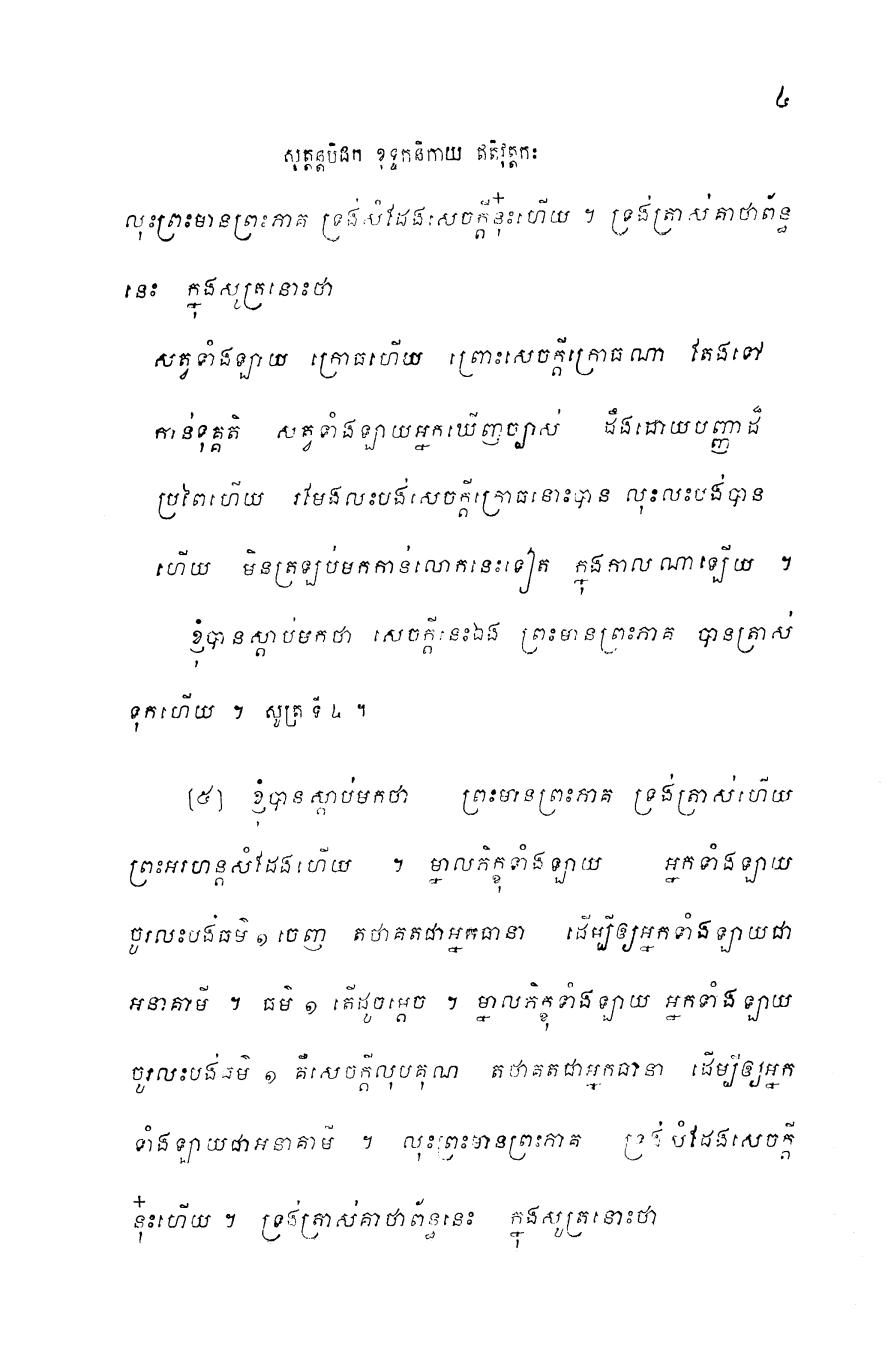 ៤
សុត្តន្តបិដក ខុទ្ទកនិកាយ ឥតិវុត្តកៈ
លុះព្រះមានព្រះភាគ ទ្រង់សំដែងសេចក្តីនុ៎ះហើយ ។ ទ្រង់ត្រាស់គាថាព័ន្ធ
នេះ ក្នុងសូត្រនោះថា
សត្វទាំងឡាយ ក្រោធហើយ ព្រោះសេចក្តីក្រោធណា តែងទៅ
កាន់ទុគ្គតិ សត្វទាំងឡាយអ្នកឃើញច្បាស់ ដឹងដោយបញ្ញាដ៏
ប្រពៃហើយ រមែងលះបង់សេចក្តីក្រោធនោះបាន លុះលះបង់បាន
ហើយ មិនត្រឡប់មកកាន់លោកនេះទៀត ក្នុងកាលណាឡើយ ។
ខ្ញុំបានស្តាប់មកថា សេចក្តីនេះឯង ព្រះមានព្រះភាគ បានត្រាស់
ទុកហើយ ។ សូត្រ ទី ៤ ។
(៥) ខ្ញុំបានស្តាប់មកថា ព្រះមានព្រះភាគ ទ្រង់ត្រាស់ហើយ
ព្រះអរហន្តសំដែងហើយ ។ ម្នាលភិក្ខុទាំងឡាយ អ្នកទាំងឡាយ
ចូរលះបង់ធម៌ ១ ចេញ តថាគតជាអ្នកធានា ដើម្បីឲ្យអ្នកទាំងឡាយជា
អនាគាមី ។ ធម៌ ១ តើដូចម្តេច ។ ម្នាលភិក្ខុទាំងឡាយ អ្នកទាំងឡាយ
ចូរលះបង់ធម៌ ១ គឺសេចក្តីលុបគុណ តថាគតជាអ្នកធានា ដើម្បីឲ្យអ្នក
ទាំងឡាយជាអនាគាមី ។ លុះព្រះមានព្រះភាគ ទ្រង់សំដែងសេចក្តី
នុ៎ះហើយ ។ ទ្រង់ត្រាស់គាថាព័ន្ធនេះ ក្នុងសូត្រនោះថា